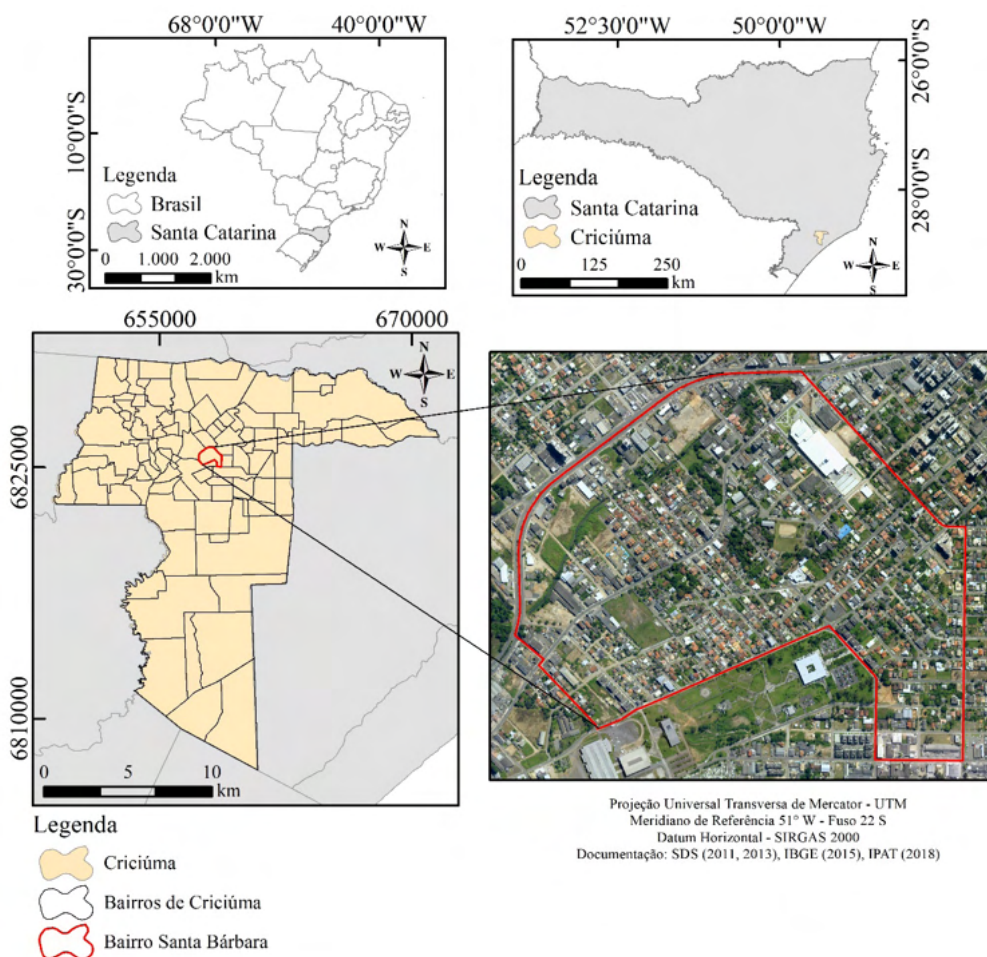 68°0'0"W 40°0'0"W
10°0'0"S
30°0'0"S
Legenda
Brasil
Santa Catarina
0 1.000 2.000
km
N
W E
S
52°30'0"W 50°0'0"W
26°0'0"S
28°0'0"S
Legenda
Santa Catarina
Criciúma
0 125 250
km
N
W E
S
655000 670000
6825000
6810000
N
W E
S
0 5 10
km
Legenda
Criciúma
Bairros de Criciúma
Bairro Santa Bárbara
Projeção Universal Transversa de Mercator - UTM
Meridiano de Referência 51° W - Fuso 22 S
Datum Horizontal - SIRGAS 2000
Documentação: SDS (2011, 2013), IBGE (2015), IPAT (2018)